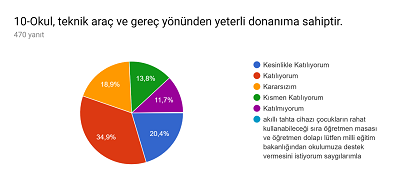 10-Okul, teknik araç ve gereç yönünden yeterli donanıma sahiptir.
470 yanıt
18,9%
13,8%
11,7%
34,9%
20,4%
Kesinlikle Katılıyorum
Katılıyorum
Kararsızım
Kısmen Katılıyorum
Katılmıyorum
akıllı tahta cihazı çocukların rahat
kullanabileceği sıra öğretmen masası
ve öğretmen dolapı lütfen milli eğitim
bakanlığından okulumuza destek
vermesini istiyorum saygılarımla